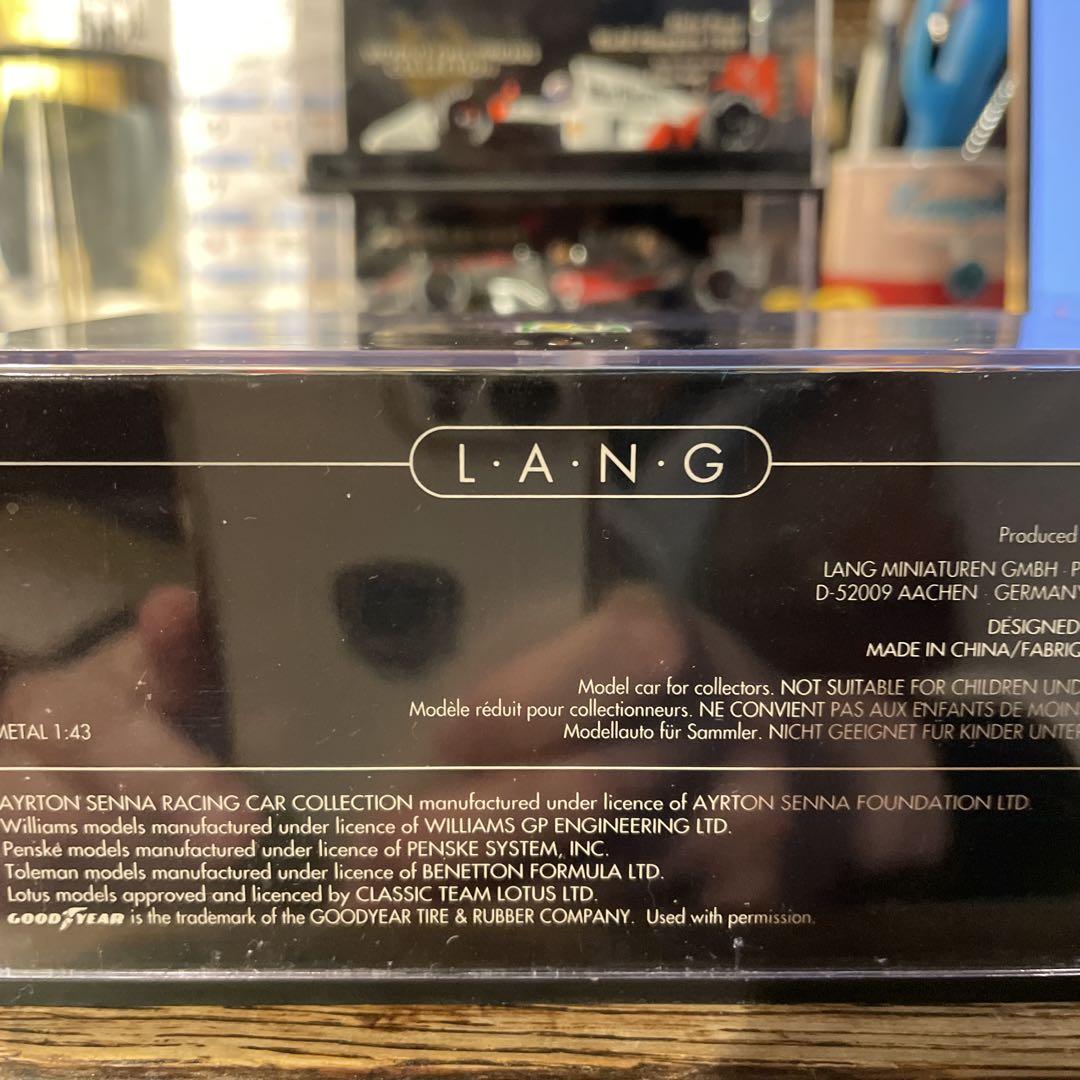 L·A·N·G
Produced
LANG MINIATUREN GMBH · P
D-52009 AACHEN · GERMANY
DESIGNED
MADE IN CHINA/FABRIQ
Model car for collectors. NOT SUITABLE FOR CHILDREN UND
Modèle réduit pour collectionneurs. NE CONVIENT PAS AUX ENFANTS DE MOIN
METAL 1:43
Modellauto für Sammler. NICHT GEEIGNET FÜR KINDER UNTER
AYRTON SENNA RACING CAR COLLECTION manufactured under licence of AYRTON SENNA FOUNDATION LTD.
Williams models manufactured under licence of WILLIAMS GP ENGINEERING LTD.
Penske models manufactured under licence of PENSKE SYSTEM, INC.
Toleman models manufactured under licence of BENETTON FORMULA LTD.
Lotus models approved and licenced by CLASSIC TEAM LOTUS LTD.
GOODYEAR is the trademark of the GOODYEAR TIRE & RUBBER COMPANY. Used with permission.